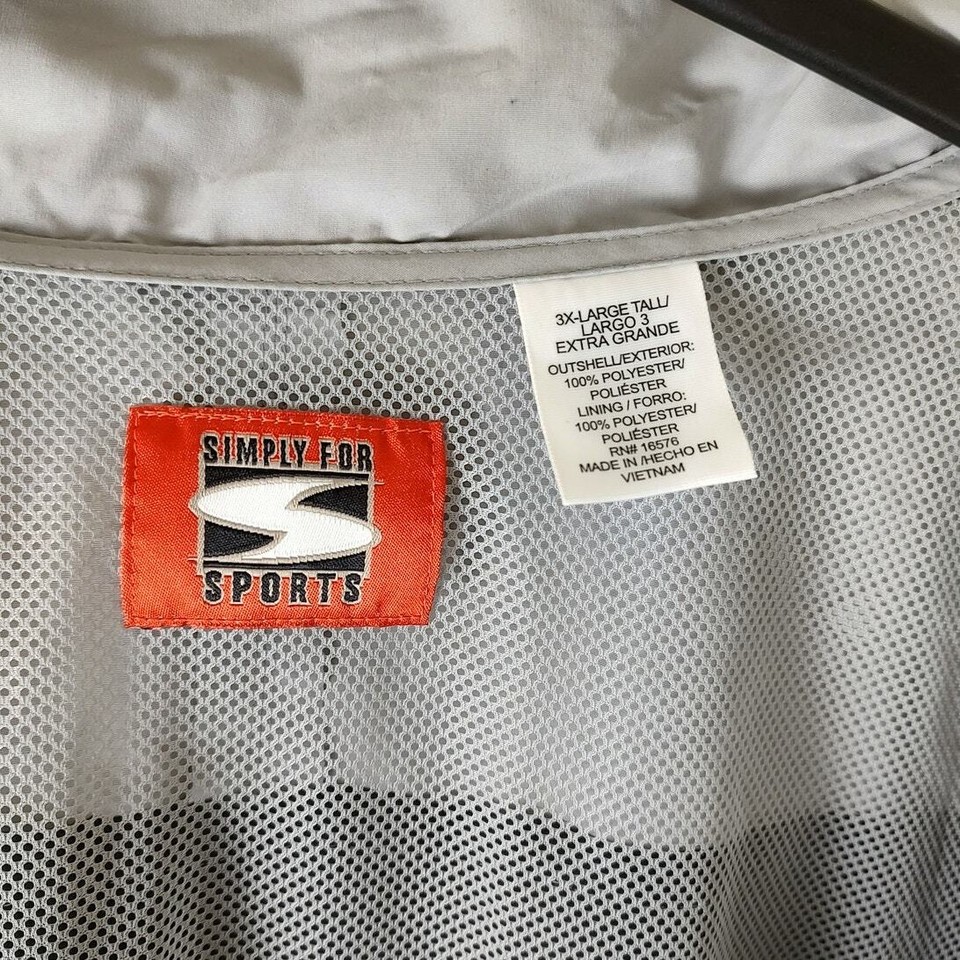 SIMPLY FOR
SPORTS
3X-LARGE TALL/
LARGO 3
EXTRA GRANDE
OUTSHELL/EXTERIOR:
100% POLYESTER/
POLIÉSTER
LINING / FORRO:
100% POLYESTER/
POLIÉSTER
RN# 16576
MADE IN /HECHO EN
VIETNAM